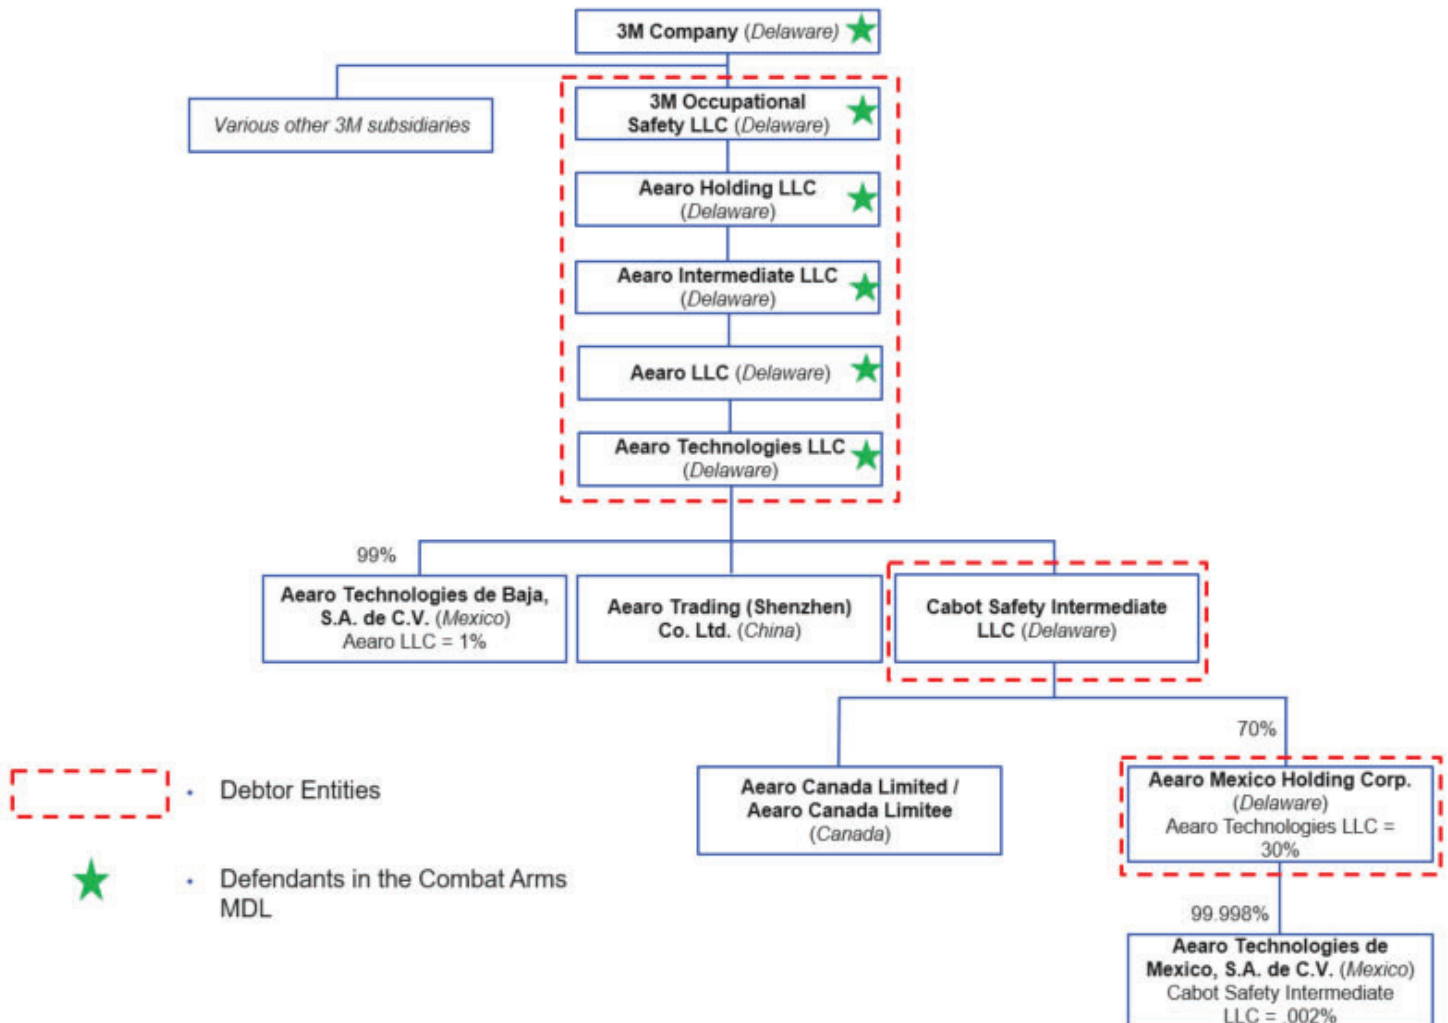 3M Company (Delaware)
Various other 3M subsidiaries
3M Occupational
Safety LLC (Delaware)
Aearo Holding LLC
(Delaware)
Aearo Intermediate LLC
(Delaware)
Aearo LLC (Delaware)
Aearo Technologies LLC
(Delaware)
99%
Aearo Technologies de Baja,
S.A. de C.V. (Mexico)
Aearo LLC = 1%
Aearo Trading (Shenzhen)
Co. Ltd. (China)
Cabot Safety Intermediate
LLC (Delaware)
70%
Aearo Canada Limited /
Aearo Canada Limitee
(Canada)
Aearo Mexico Holding Corp.
(Delaware)
Aearo Technologies LLC =
30%
99.998%
Aearo Technologies de
Mexico, S.A. de C.V. (Mexico)
Cabot Safety Intermediate
LLC = .002%
Debtor Entities
Defendants in the Combat Arms
MDL